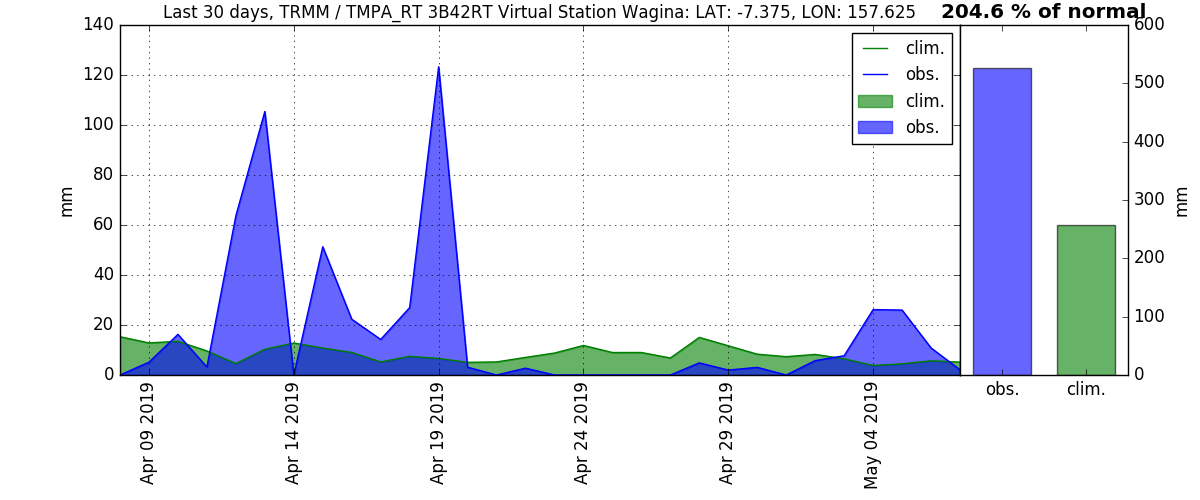 Last 30 days, TRMM / TMPA_RT 3B42RT Virtual Station Wagina: LAT: -7.375, LON: 157.625
204.6 % of normal
140
120
100
80
60
40
20
0
mm
clim.
obs.
clim.
obs.
Apr 09 2019
Apr 14 2019
Apr 19 2019
Apr 24 2019
Apr 29 2019
May 04 2019
600
500
400
300
200
100
0
mm
obs.
clim.